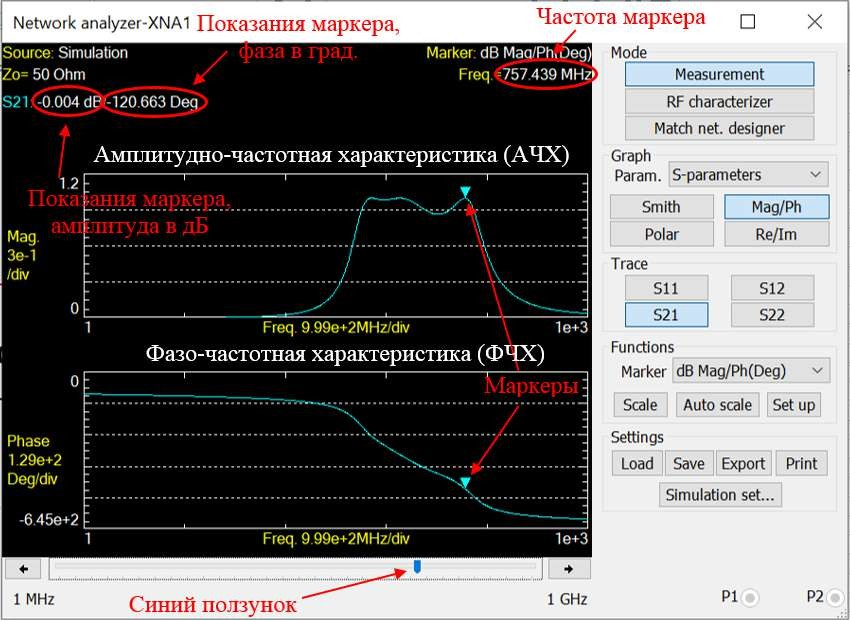 Network analyzer-XNA1
Показания маркера,
фаза в град.
Частота маркера
Source: Simulation
Marker: dB Mag/Ph(Deg)
Zo= 50 Ohm
Freq.=757.439 MHz
S21: -0.004 dB -120.663 Deg
Амплитудно-частотная характеристика (АЧХ)
1.2
Показания маркера,
амплитуда в дБ
Mag.
3e-1
/div
0
1
Freq. 9.99e+2MHz/div
1e+3
Фазо-частотная характеристика (ФЧХ)
0
Маркеры
Phase
1.29e+2
Deg/div
-6.45e+2
1
Freq. 9.99e+2MHz/div
1e+3
1 MHz
Синий ползунок
1 GHz
Mode
Measurement
RF characterizer
Match net. designer
Graph
Param. S-parameters
Smith Mag/Ph
Polar Re/Im
Trace
S11 S12
S21 S22
Functions
Marker dB Mag/Ph(Deg)
Scale Auto scale Set up
Settings
Load Save Export Print
Simulation set...
P1 P2